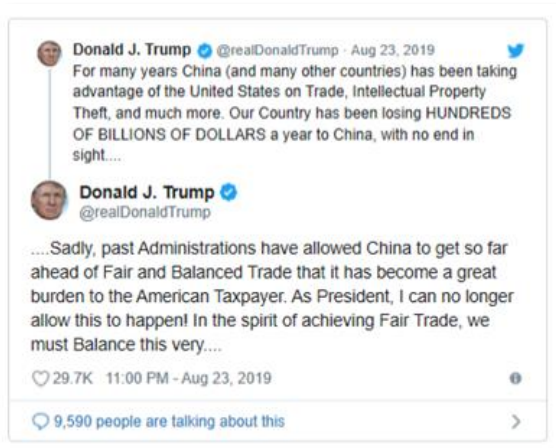 Donald J. Trump @realDonaldTrump · Aug 23, 2019
For many years China (and many other countries) has been taking
advantage of the United States on Trade, Intellectual Property
Theft, and much more. Our Country has been losing HUNDREDS
OF BILLIONS OF DOLLARS a year to China, with no end in
sight....
Donald J. Trump
@realDonaldTrump
....Sadly, past Administrations have allowed China to get so far
ahead of Fair and Balanced Trade that it has become a great
burden to the American Taxpayer. As President, I can no longer
allow this to happen! In the spirit of achieving Fair Trade, we
must Balance this very....
29.7K 11:00 PM - Aug 23, 2019
9,590 people are talking about this